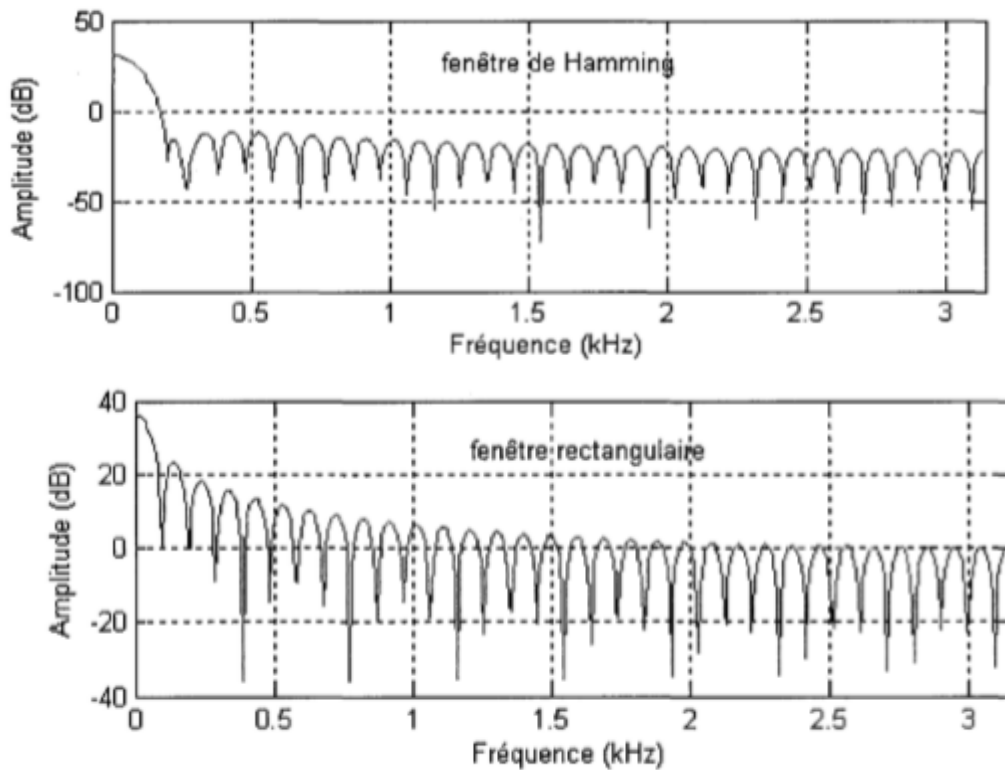 50
fenêtre de Hamming
0
-50
-100
Amplitude (dB)
0 0.5 1 1.5 2 2.5 3
Fréquence (kHz)
40
fenêtre rectangulaire
20
0
-20
-40
Amplitude (dB)
0 0.5 1 1.5 2 2.5 3
Fréquence (kHz)